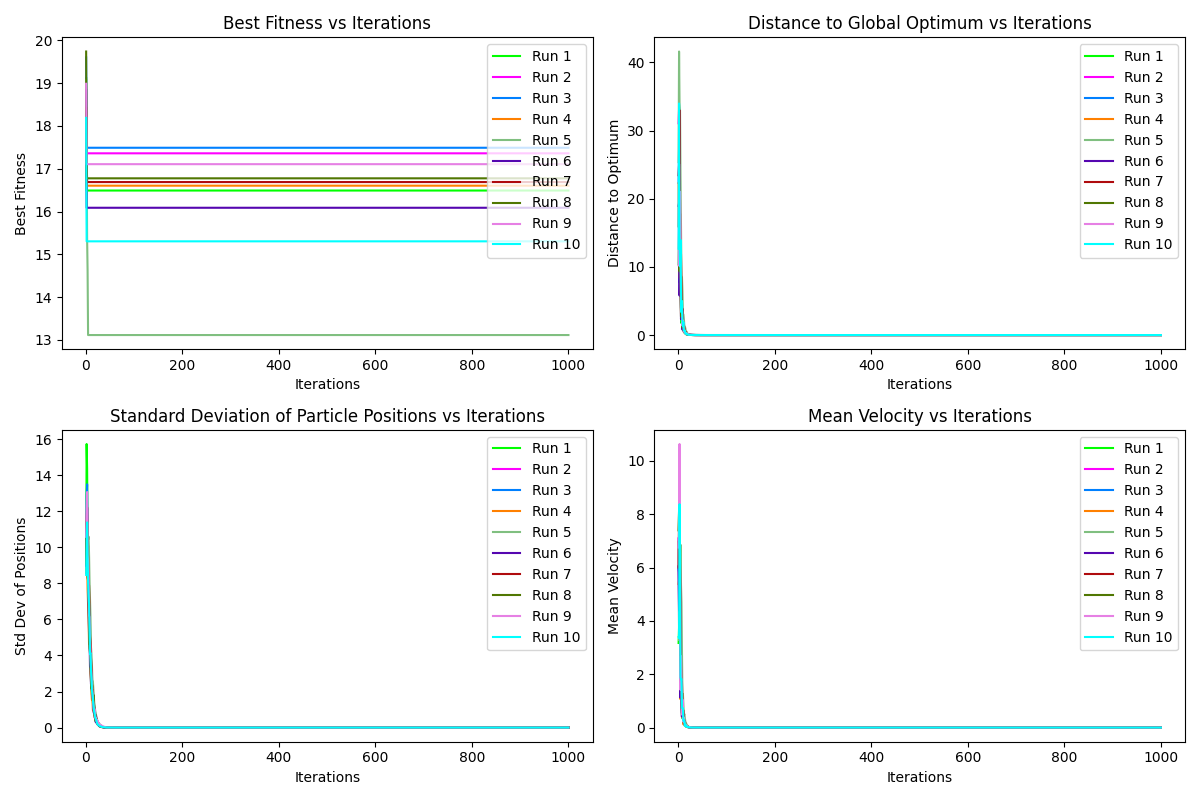 Best Fitness vs Iterations
Best Fitness
20
19
18
17
16
15
14
13
0 200 400 600 800 1000
Iterations
Run 1
Run 2
Run 3
Run 4
Run 5
Run 6
Run 7
Run 8
Run 9
Run 10
Distance to Global Optimum vs Iterations
Distance to Optimum
40
30
20
10
0
0 200 400 600 800 1000
Iterations
Run 1
Run 2
Run 3
Run 4
Run 5
Run 6
Run 7
Run 8
Run 9
Run 10
Standard Deviation of Particle Positions vs Iterations
Std Dev of Positions
16
14
12
10
8
6
4
2
0
0 200 400 600 800 1000
Iterations
Run 1
Run 2
Run 3
Run 4
Run 5
Run 6
Run 7
Run 8
Run 9
Run 10
Mean Velocity vs Iterations
Mean Velocity
10
8
6
4
2
0
0 200 400 600 800 1000
Iterations
Run 1
Run 2
Run 3
Run 4
Run 5
Run 6
Run 7
Run 8
Run 9
Run 10